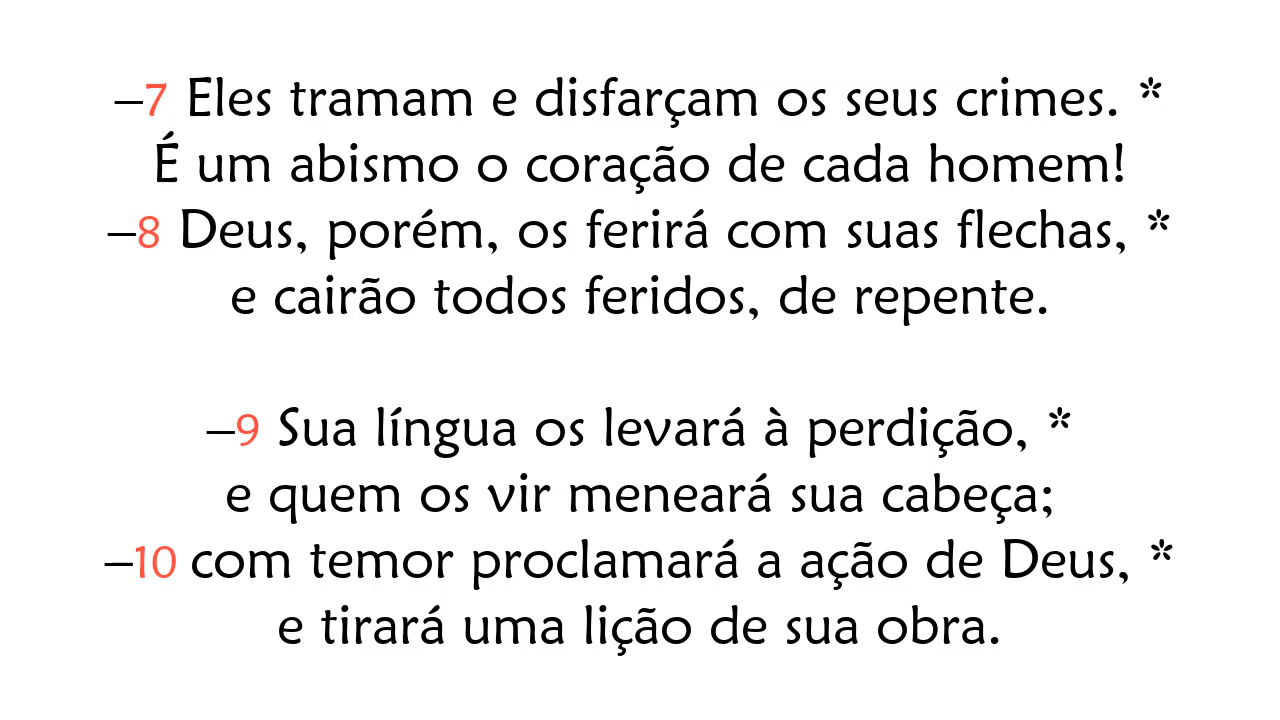 –7 Eles tramam e disfarçam os seus crimes. *
É um abismo o coração de cada homem!
–8 Deus, porém, os ferirá com suas flechas, *
e cairão todos feridos, de repente.
–9 Sua língua os levará à perdição, *
e quem os vir meneará sua cabeça;
–10 com temor proclamará a ação de Deus, *
e tirará uma lição de sua obra.